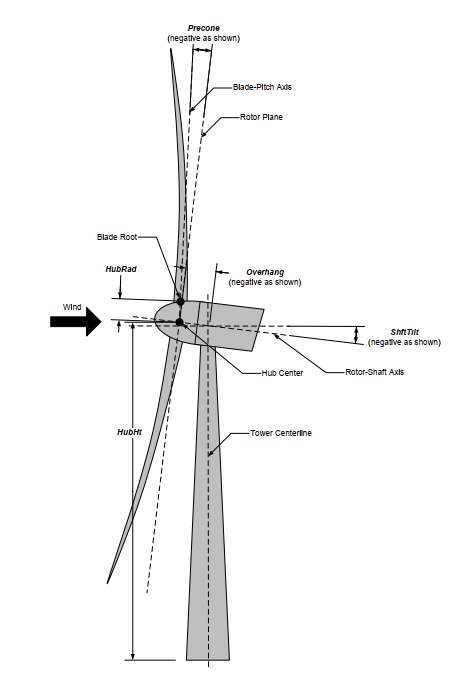 Precone
(negative as shown)
Blade-Pitch Axis
Rotor Plane
Blade Root
HubRad
Overhang
(negative as shown)
Wind
ShftTilt
(negative as shown)
Hub Center
Rotor-Shaft Axis
HubHt
Tower Centerline